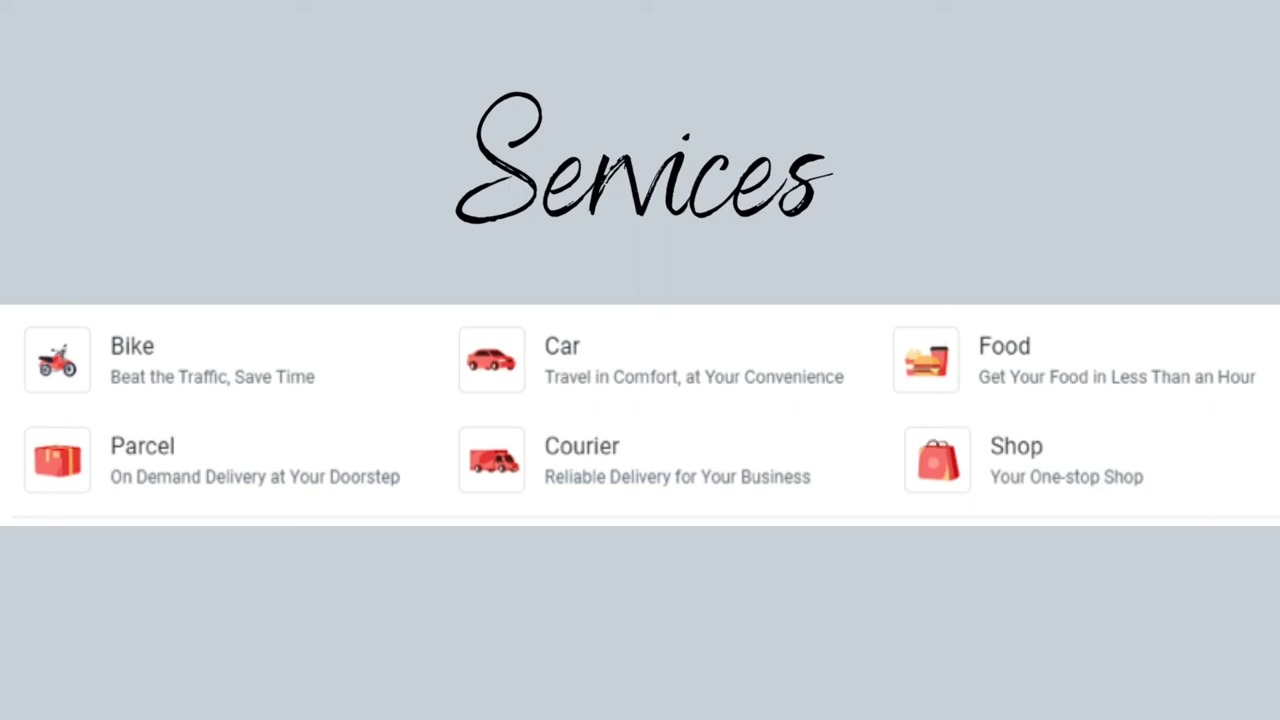 Services
Bike
Beat the Traffic, Save Time
Car
Travel in Comfort, at Your Convenience
Food
Get Your Food in Less Than an Hour
Parcel
On Demand Delivery at Your Doorstep
Courier
Reliable Delivery for Your Business
Shop
Your One-stop Shop